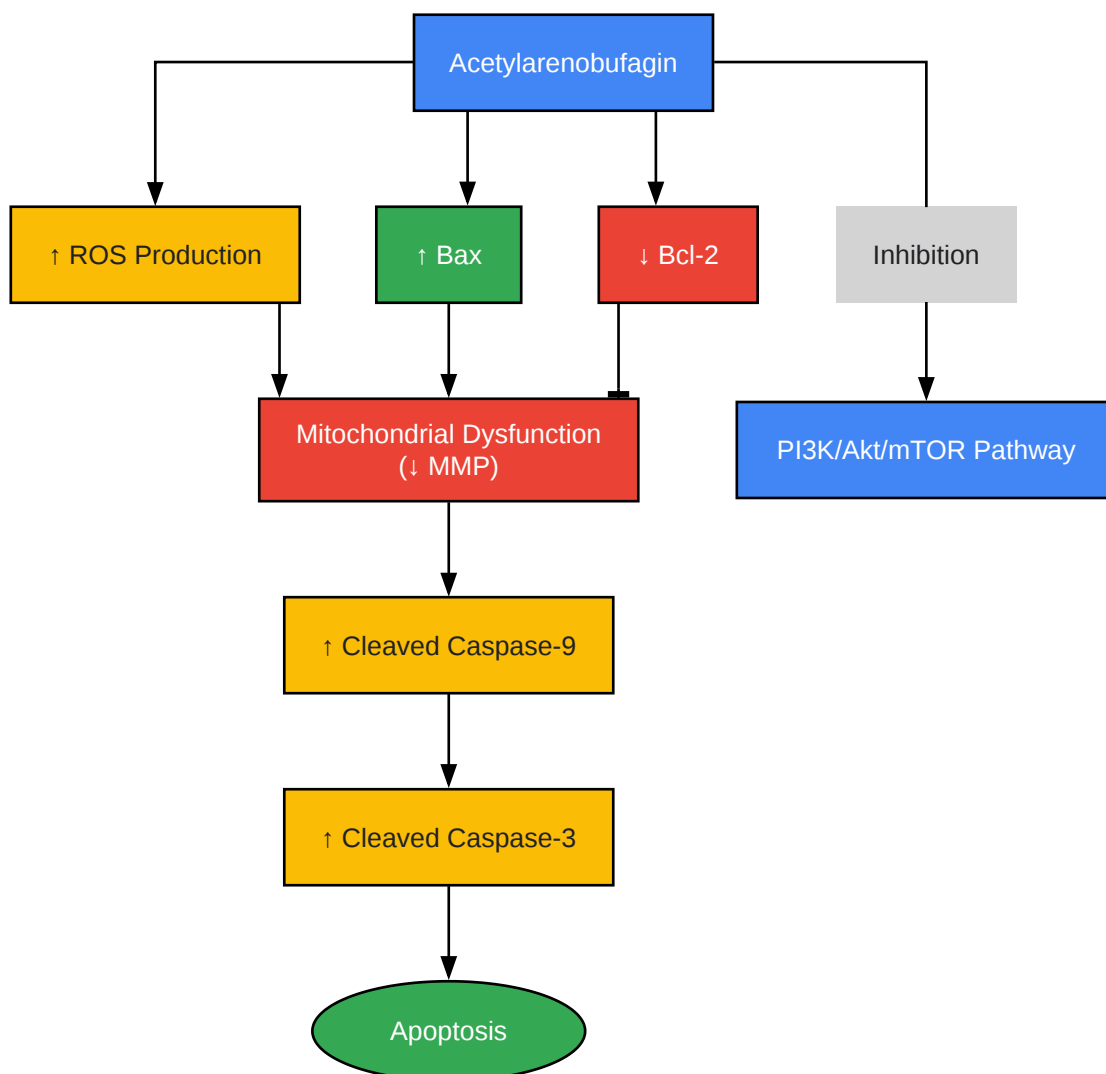 Acetylarenobufagin
↑ ROS Production
↑ Bax
↓ Bcl-2
Inhibition
Mitochondrial Dysfunction
(↓ MMP)
PI3K/Akt/mTOR Pathway
↑ Cleaved Caspase-9
↑ Cleaved Caspase-3
Apoptosis